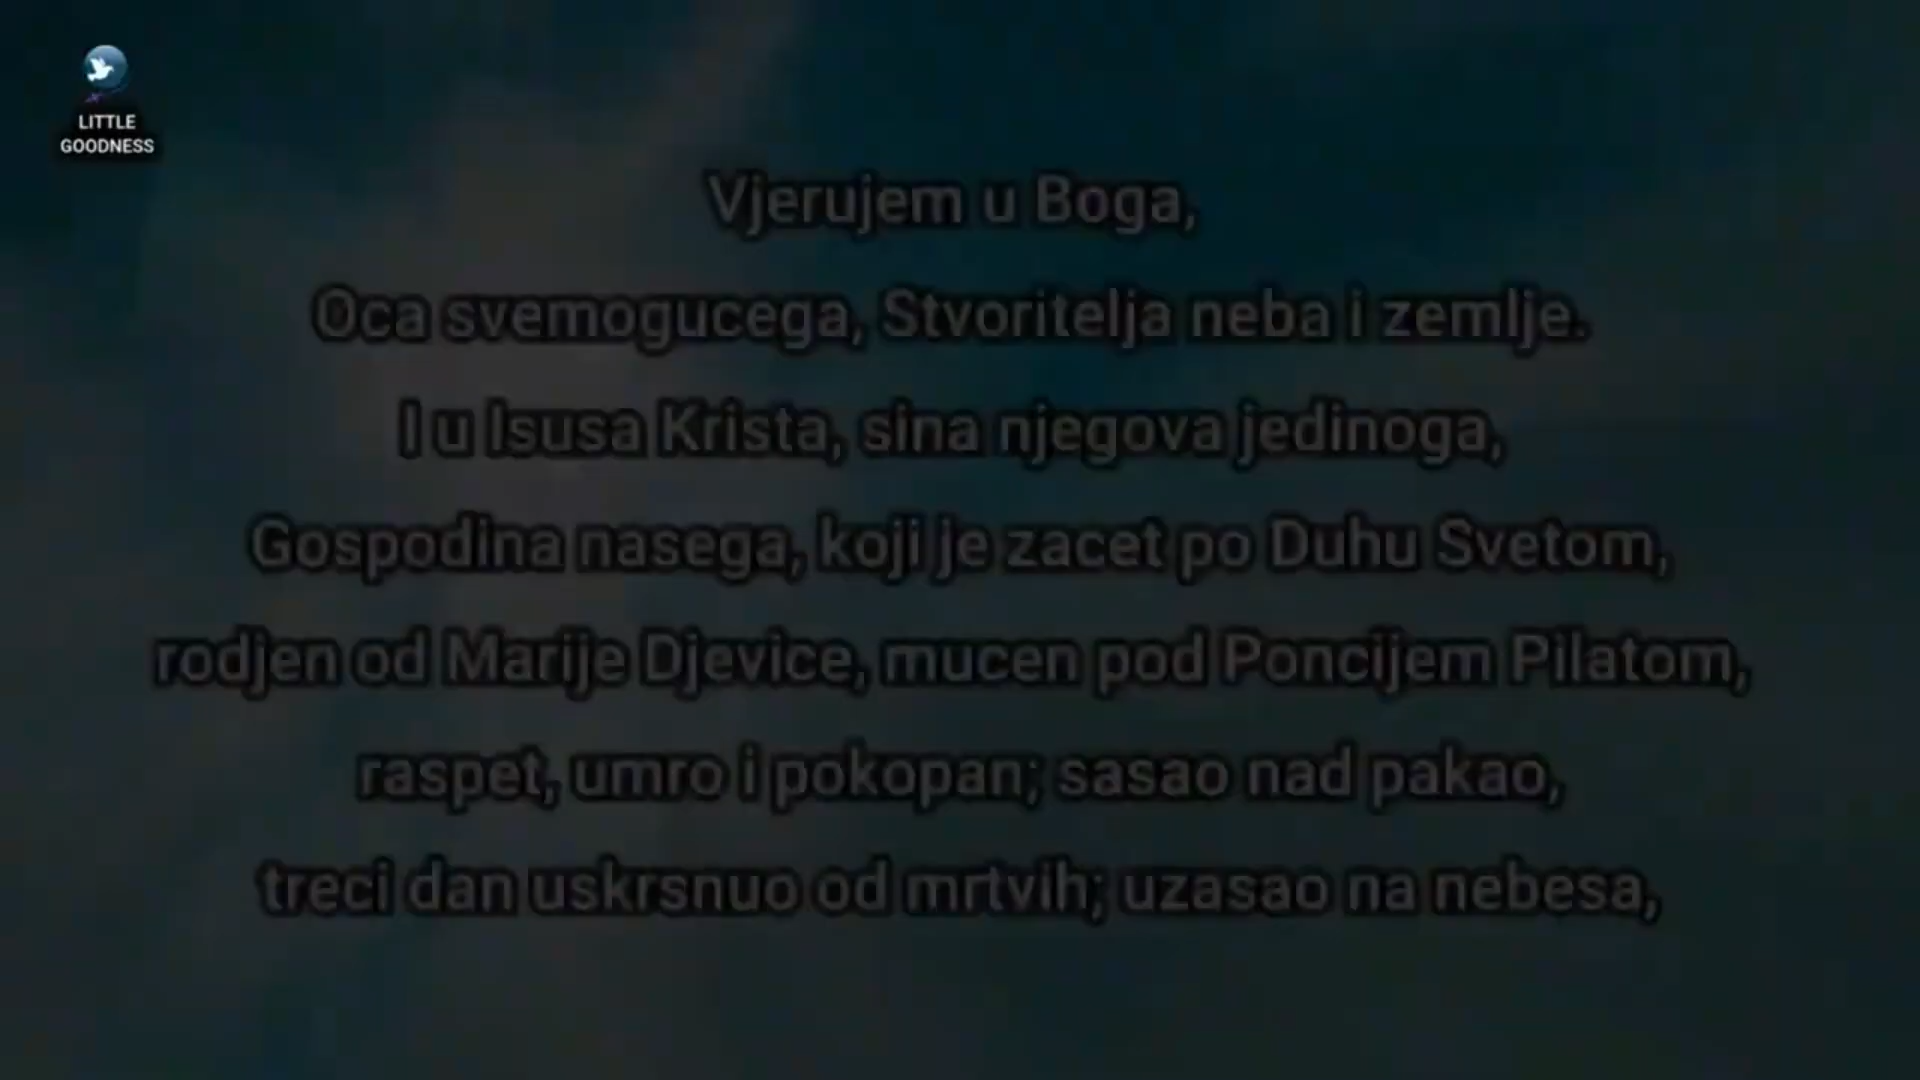 LITTLE
GOODNESS
Vjerujem u Boga,
Oca svemogucega, Stvoritelja neba i zemlje.
I u Isusa Krista, sina njegova jedinoga,
Gospodina nasega, koji je zacet po Duhu Svetom,
rodjen od Marije Djevice, mucen pod Poncijem Pilatom,
raspet, umro i pokopan; sasao nad pakao,
treci dan uskrsnuo od mrtvih; uzasao na nebesa,